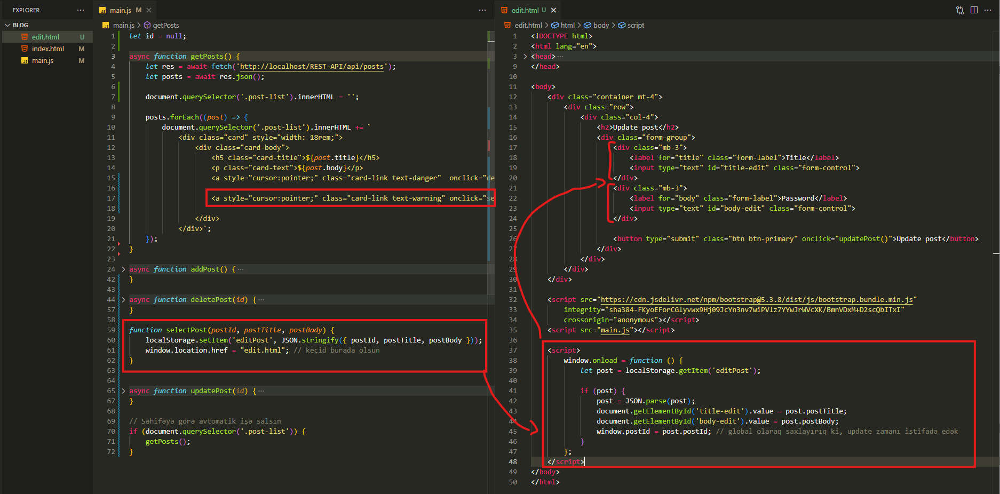 EXPLORER
BLOG
edit.html U
index.html M
main.js M
main.js M
main.js > getPosts
1 let id = null;
2
3 async function getPosts() {
4 let res = await fetch('http://localhost/REST-API/api/posts');
5 let posts = await res.json();
6
7 document.querySelector('.post-list').innerHTML = '';
8
9 posts.forEach((post) => {
10 document.querySelector('.post-list').innerHTML += `
11 <div class="card" style="width: 18rem;">
12 <div class="card-body">
13 <h5 class="card-title">${post.title}</h5>
14 <p class="card-text">${post.body}</p>
15 <a style="cursor:pointer;" class="card-link text-danger" onclick="de
16
17 <a style="cursor:pointer;" class="card-link text-warning" onclick="se
18
19 </div>
20 </div>`;
21 });
22 }
23
24 async function addPost() { ···
42 }
43
44 async function deletePost(id) { ···
57 }
58
59 function selectPost(postId, postTitle, postBody) {
60 localStorage.setItem('editPost', JSON.stringify({ postId, postTitle, postBody }));
61 window.location.href = "edit.html"; // keçid burada olsun
62 }
63
64
65 async function updatePost(id) { ···
67 }
68
69 // Səhifəyə görə avtomatik işə salsın
70 if (document.querySelector('.post-list')) {
71 getPosts();
72 }
edit.html U
edit.html > html > body > script
1 <!DOCTYPE html>
2 <html lang="en">
3 <head> ···
9 </head>
10
11 <body>
12 <div class="container mt-4">
13 <div class="row">
14 <div class="col-4">
15 <h2>Update post</h2>
16 <div class="form-group">
17 <div class="mb-3">
18 <label for="title" class="form-label">Title</label>
19 <input type="text" id="title-edit" class="form-control">
20 </div>
21 <div class="mb-3">
22 <label for="body" class="form-label">Password</label>
23 <input type="text" id="body-edit" class="form-control">
24 </div>
25
26 <button type="submit" class="btn btn-primary" onclick="updatePost()">Update post</button>
27 </div>
28 </div>
29 </div>
30 </div>
31
32 <script src="https://cdn.jsdelivr.net/npm/bootstrap@5.3.8/dist/js/bootstrap.bundle.min.js"
33 integrity="sha384-FKyoEForCGlyvwx9Hj09JcYn3nv7wiPVlz7YYwJrWVcXK/BmnVDxM+D2scQbITxI"
34 crossorigin="anonymous"></script>
35 <script src="main.js"></script>
36
37 <script>
38 window.onload = function () {
39 let post = localStorage.getItem('editPost');
40
41 if (post) {
42 post = JSON.parse(post);
43 document.getElementById('title-edit').value = post.postTitle;
44 document.getElementById('body-edit').value = post.postBody;
45 window.postId = post.postId; // global olaraq saxlayırıq ki, update zamanı istifadə edək
46 }
47 };
48 </script>
49 </body>
50 </html>